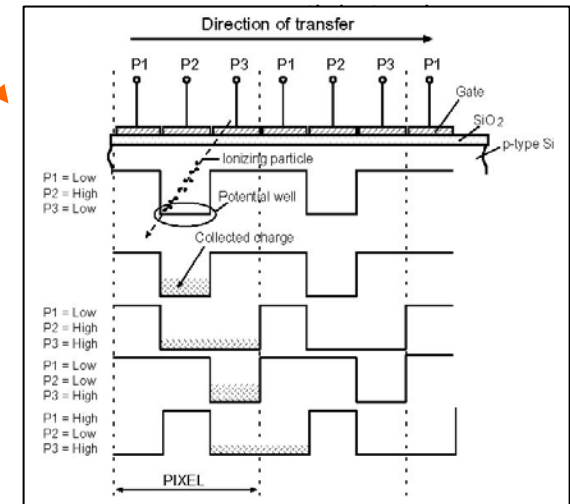 Direction of transfer
P1 P2 P3 P1 P2 P3 P1
Gate
SiO2
p-type Si
Ionizing particle
P1 = Low
P2 = High
P3 = Low
Potential well
Collected charge
P1 = Low
P2 = High
P3 = High
P1 = Low
P2 = Low
P3 = High
P1 = High
P2 = Low
P3 = High
PIXEL